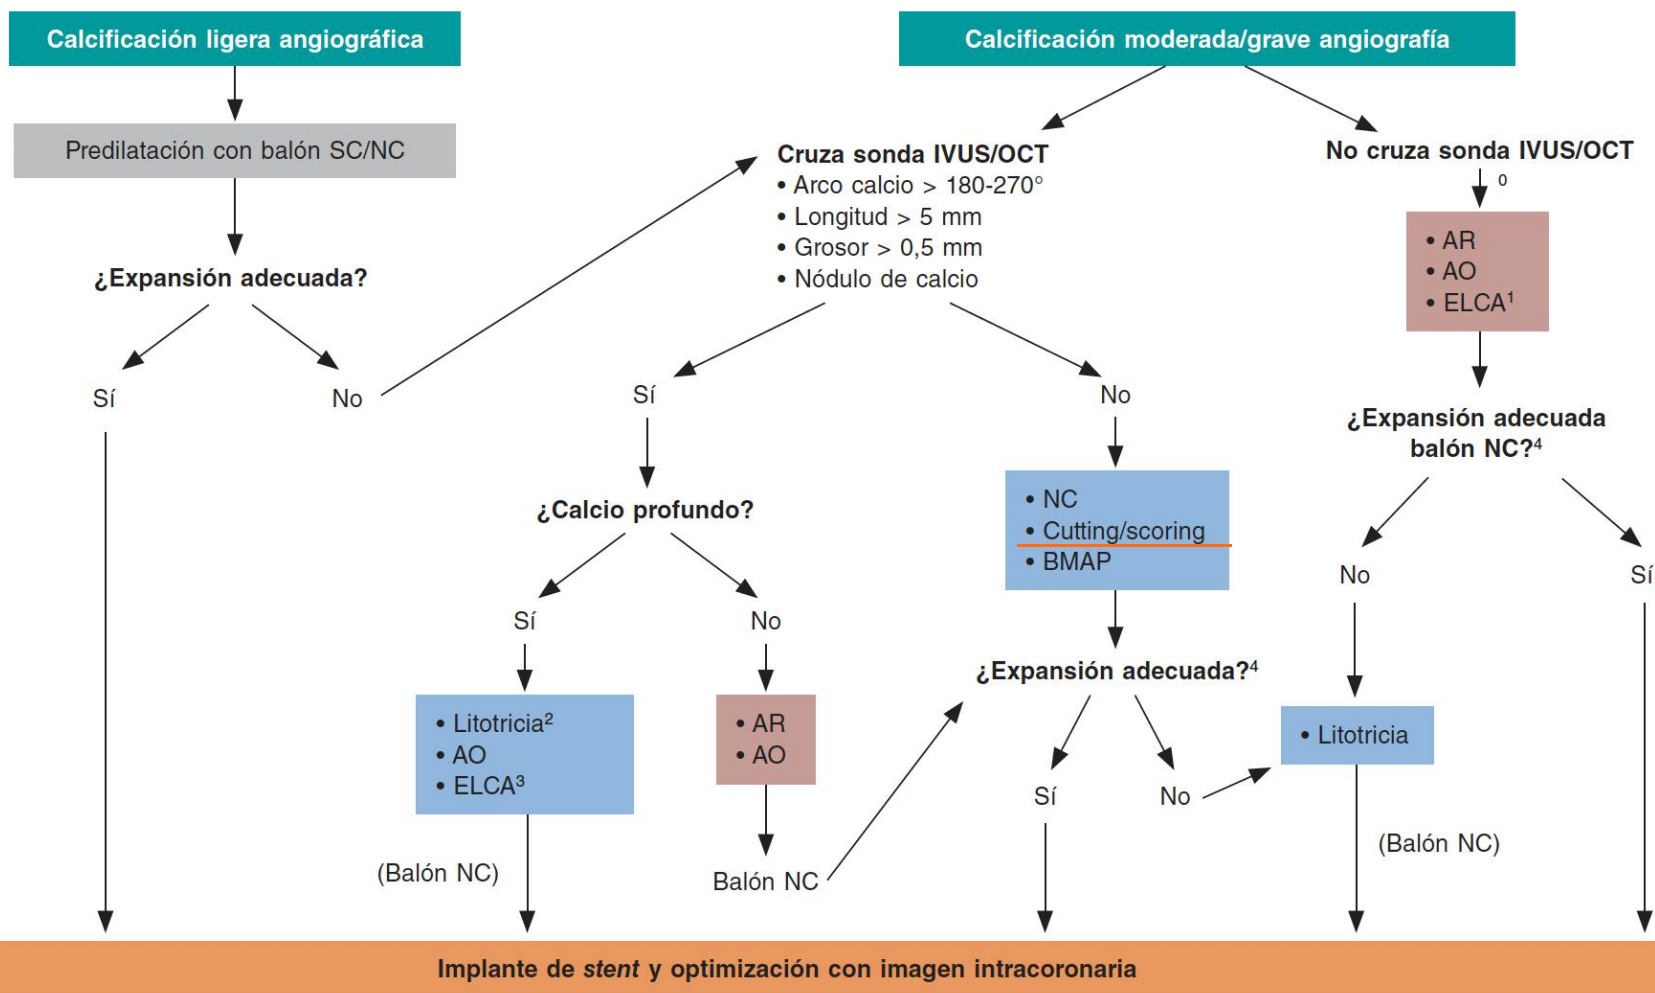 Calcificación ligera angiográfica
Predilatación con balón SC/NC
¿Expansión adecuada?
Sí
No
Calcificación moderada/grave angiografía
Cruza sonda IVUS/OCT
• Arco calcio > 180-270°
• Longitud > 5 mm
• Grosor > 0,5 mm
• Nódulo de calcio
Sí
No
¿Calcio profundo?
Sí
No
• Litotricia²
• AO
• ELCA³
(Balón NC)
• AR
• AO
Balón NC
• NC
• Cutting/scoring
• BMAP
¿Expansión adecuada?⁴
Sí
No
No cruza sonda IVUS/OCT
0
• AR
• AO
• ELCA¹
¿Expansión adecuada
balón NC?⁴
No
Sí
• Litotricia
(Balón NC)
Implante de stent y optimización con imagen intracoronaria